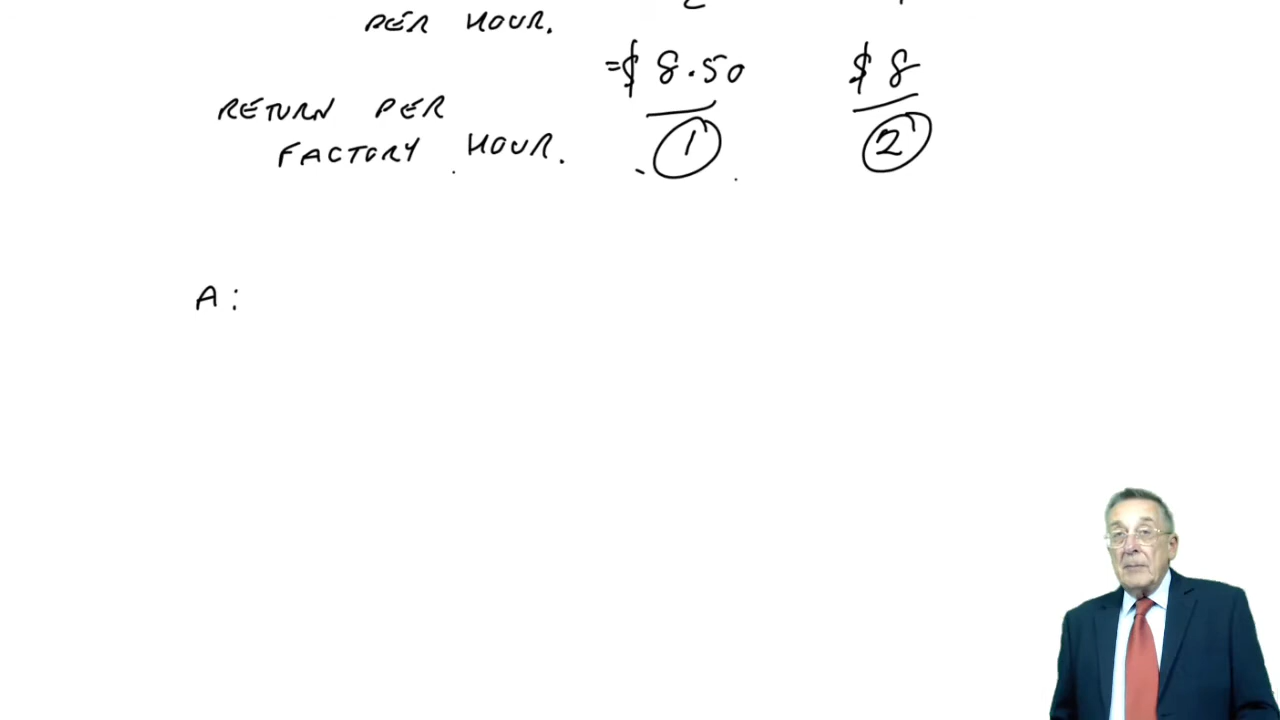 PER HOUR.
=$ 8.50 $ 8
RETURN PER
FACTORY HOUR. 1 2
A: